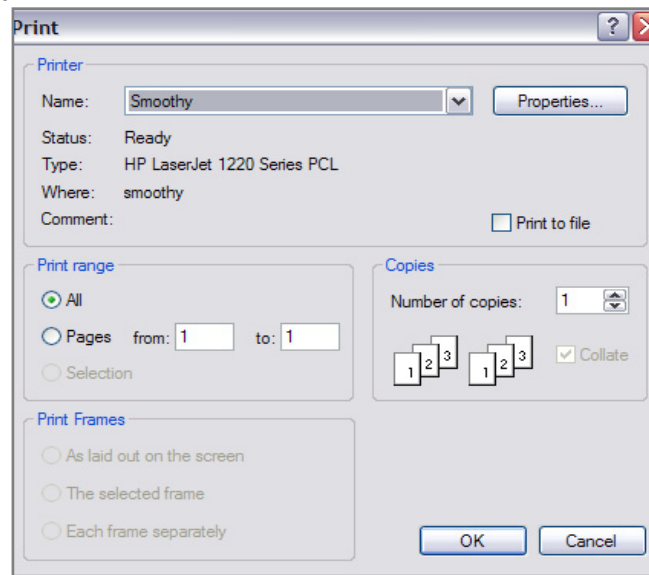 Print
Printer
Name: Smoothy Properties...
Status: Ready
Type: HP LaserJet 1220 Series PCL
Where: smoothy
Comment: Print to file
Print range
All
Pages from: 1 to: 1
Selection
Copies
Number of copies: 1
1 2 3 1 2 3 Collate
Print Frames
As laid out on the screen
The selected frame
Each frame separately
OK Cancel